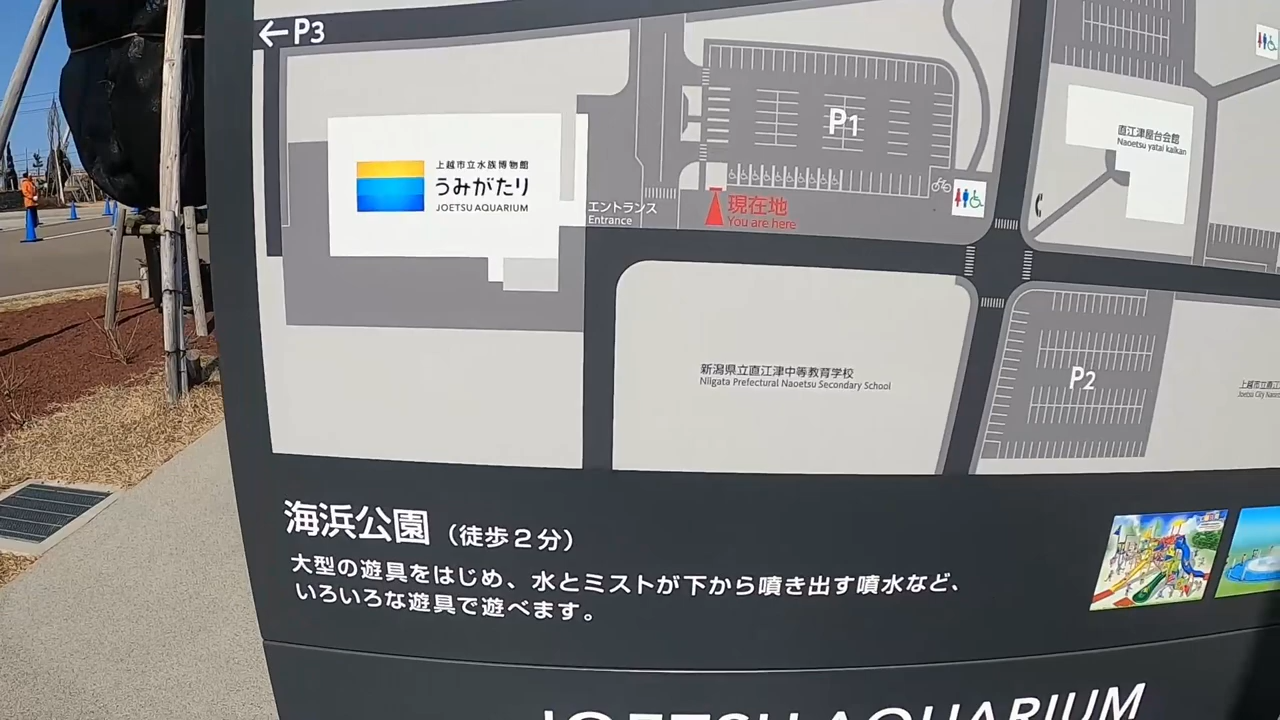 ←P3
P1
直江津屋台会館
Naoetsu yatai kaikan
上越市立水族博物館
うみがたり
JOETSU AQUARIUM
エントランス
Entrance
現在地
You are here
新潟県立直江津中等教育学校
Niigata Prefectural Naoetsu Secondary School
P2
海浜公園（徒歩２分）
大型の遊具をはじめ、水とミストが下から噴き出す噴水など、
いろいろな遊具で遊べます。
JOETSU AQUARIUM